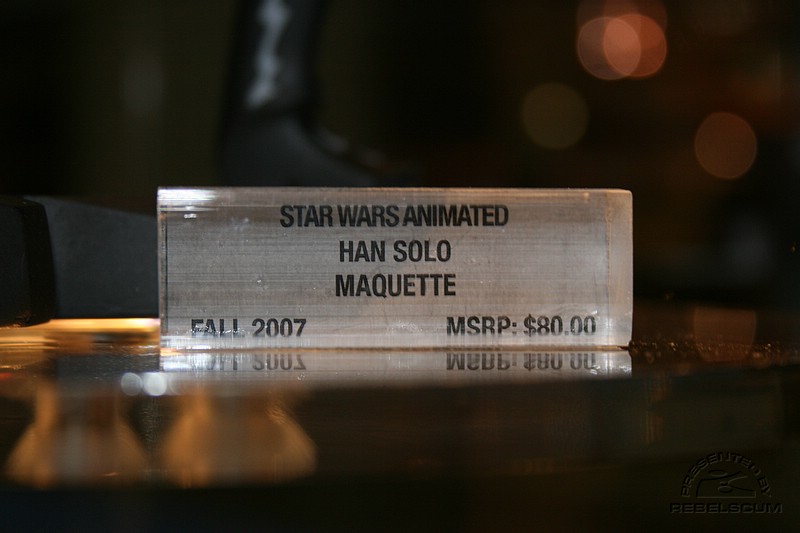 STAR WARS ANIMATED
HAN SOLO
MAQUETTE
FALL 2007 MSRP: $80.00
PRESENTED BY
REBELSCUM